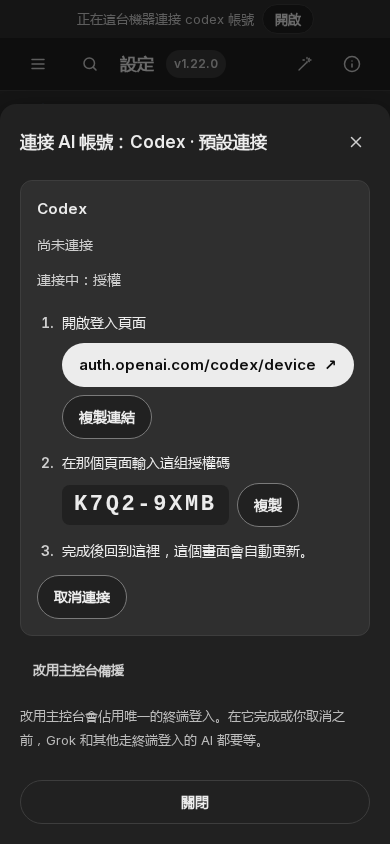 正在這台機器連接 codex 帳號 開啟
設定 v1.22.0
連接 AI 帳號：Codex · 預設連接
Codex
尚未連接
連接中：授權
1. 開啟登入頁面
auth.openai.com/codex/device ↗
複製連結
2. 在那個頁面輸入這組授權碼
K7Q2-9XMB 複製
3. 完成後回到這裡，這個畫面會自動更新。
取消連接
改用主控台備援
改用主控台會佔用唯一的終端登入。在它完成或你取消之
前，Grok 和其他走終端登入的 AI 都要等。
關閉